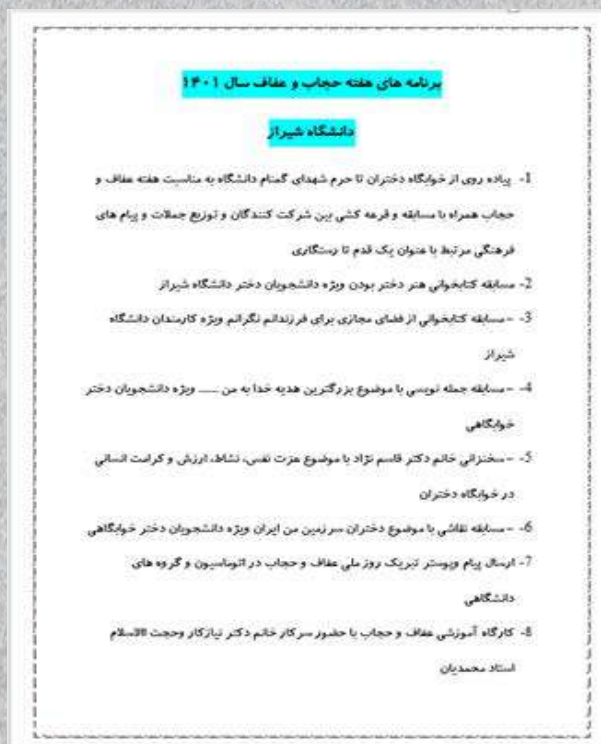 برنامه های هفته حجاب و عفاف سال ۱۴۰۱
دانشگاه شیراز
1- پیاده روی از خوابگاه دختران تا حرم شهدای گمنام دانشگاه به مناسبت هفته عفاف و
حجاب همراه با مسابقه و قرعه کشی بین شرکت کنندگان و توزیع جملات و پیام های
فرهنگی مرتبط با عنوان یک قدم تا رستگاری
2- مسابقه کتابخوانی هنر دختر بودن ویژه دانشجویان دختر دانشگاه شیراز
3- -مسابقه کتابخوانی از فضای مجازی برای فرزندانم نگرانم ویژه کارمندان دانشگاه
شیراز
4- -مسابقه جمله نویسی با موضوع بزرگترین هدیه خدا به من ..... ویژه دانشجویان دختر
خوابگاهی
5- -سخنرانی خانم دکتر قاسم نژاد با موضوع عزت نفس، نشاط، ارزش و کرامت انسانی
در خوابگاه دختران
6- -مسابقه نقاشی با موضوع دختران سرزمین من ایران ویژه دانشجویان دختر خوابگاهی
7- ارسال پیام وپوستر تبریک روز ملی عفاف و حجاب در اتوماسیون و گروه های
دانشگاهی
8- کارگاه آموزشی عفاف و حجاب با حضور سرکار خانم دکتر نیازکار وحجت الاسلام
استاد محمدیان